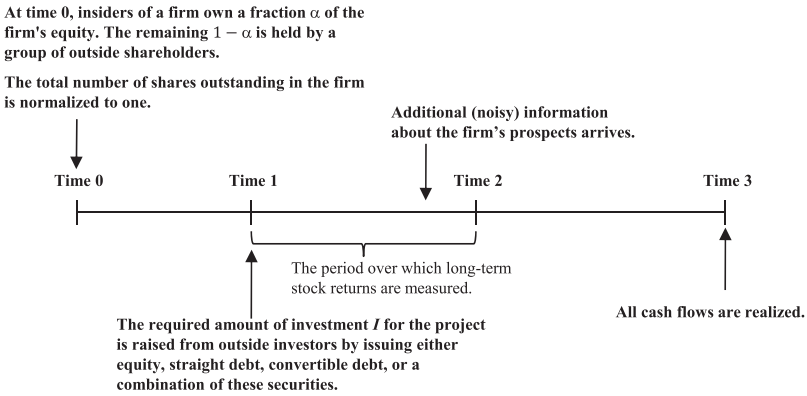 At time 0, insiders of a firm own a fraction α of the
firm's equity. The remaining 1 − α is held by a
group of outside shareholders.
The total number of shares outstanding in the firm
is normalized to one.
Additional (noisy) information
about the firm's prospects arrives.
Time 0
Time 1
Time 2
Time 3
The period over which long-term
stock returns are measured.
All cash flows are realized.
The required amount of investment I for the project
is raised from outside investors by issuing either
equity, straight debt, convertible debt, or a
combination of these securities.